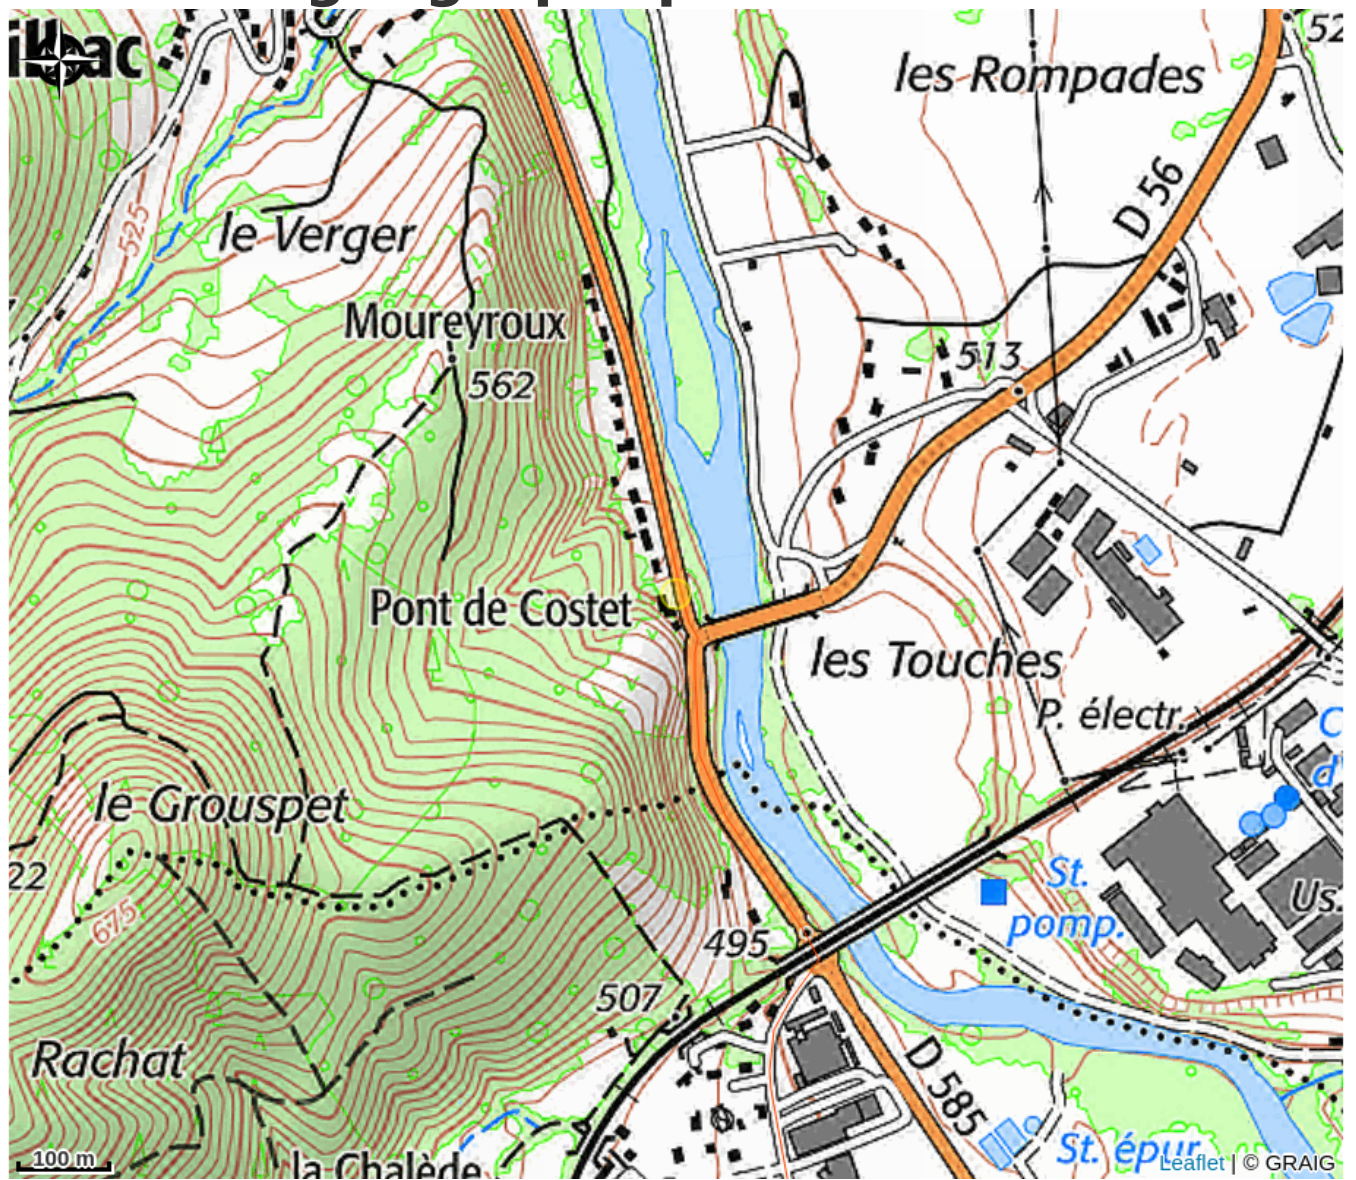 les Rompades
D 56
525
le Verger
Moureyroux
562
513
Pont de Costet
les Touches
P. électr.
le Grouspet
22
675
St.
pomp.
Us.
495
507
Rachat
D 585
la Chalède
St. épur.
100 m
Leaflet | © GRAIG